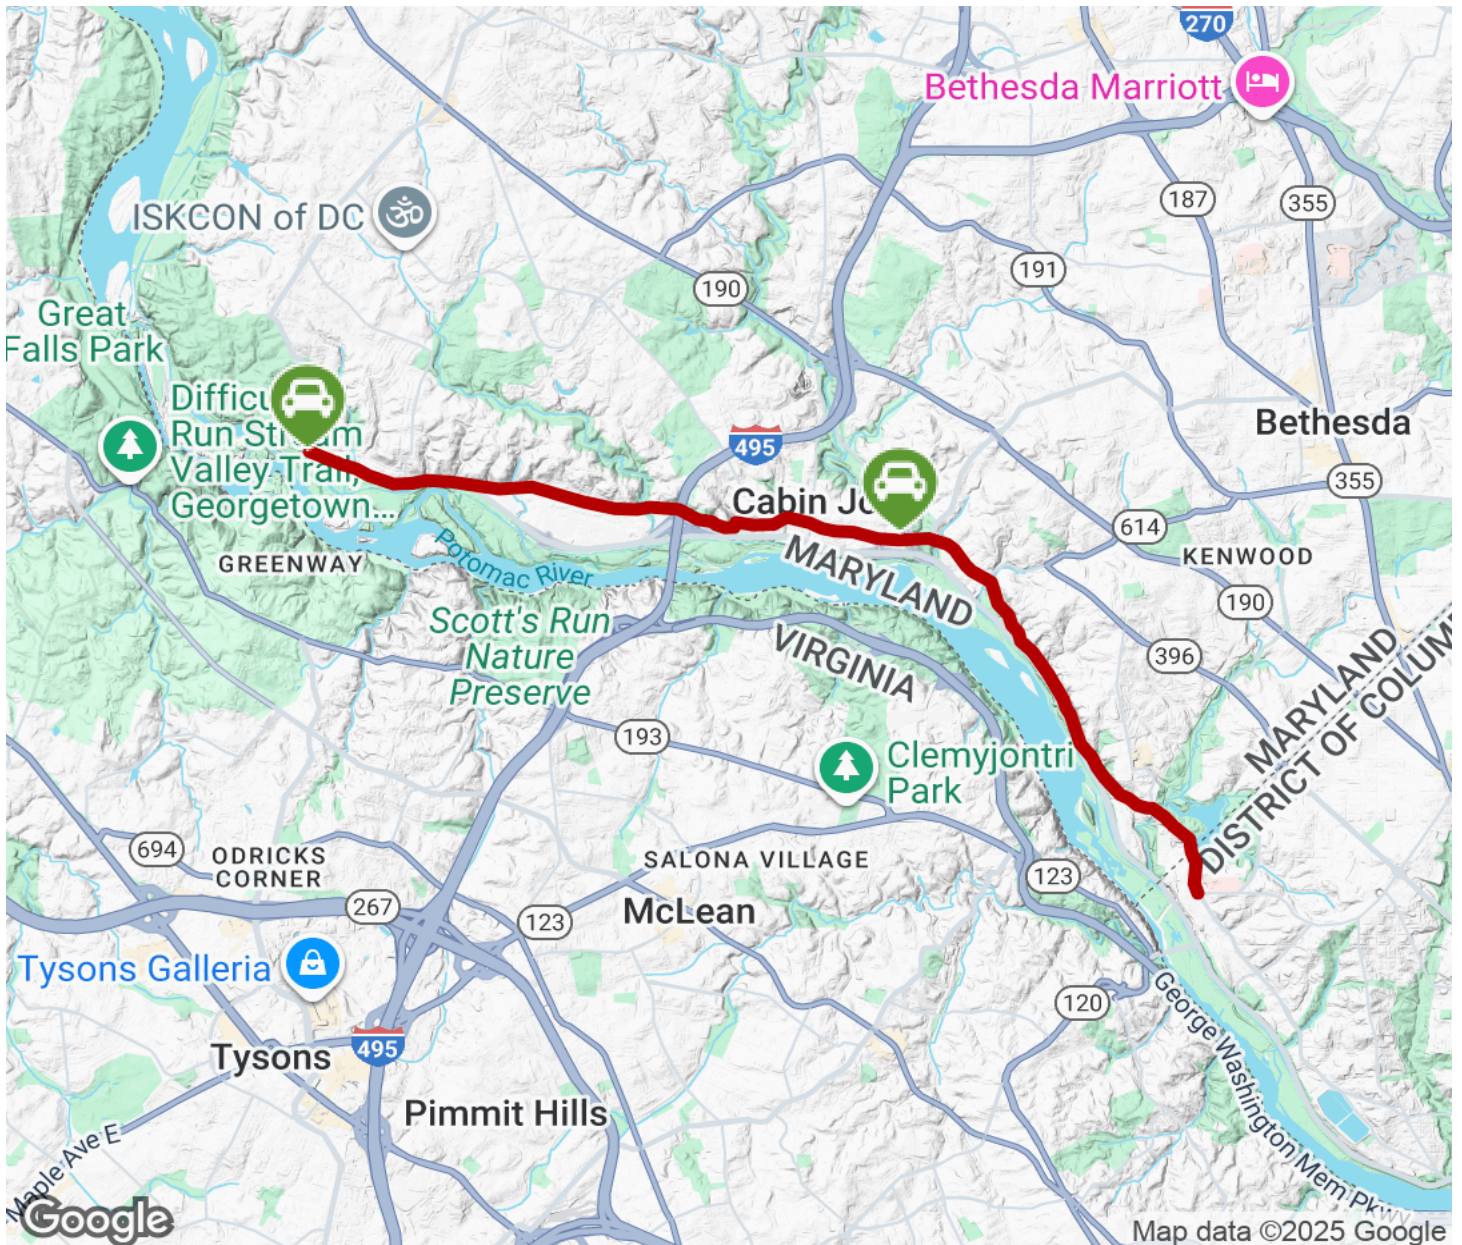 270
Bethesda Marriott
ISKCON of DC
187
355
191
190
Great
Falls Park
Difficu
Run Stream
Valley Trail,
Georgetown...
495
Bethesda
355
Cabin Jo
614
KENWOOD
GREENWAY
Potomac River
MARYLAND
VIRGINIA
190
Scott's Run
Nature
Preserve
396
MARYLAND
DISTRICT OF COLUM
193
Clemyjontri
Park
694
ODRICKS
CORNER
SALONA VILLAGE
123
267
123
McLean
Tysons Galleria
120
George Washington Mem Pkwy
495
Tysons
Pimmit Hills
Maple Ave E
Google
Map data ©2025 Google